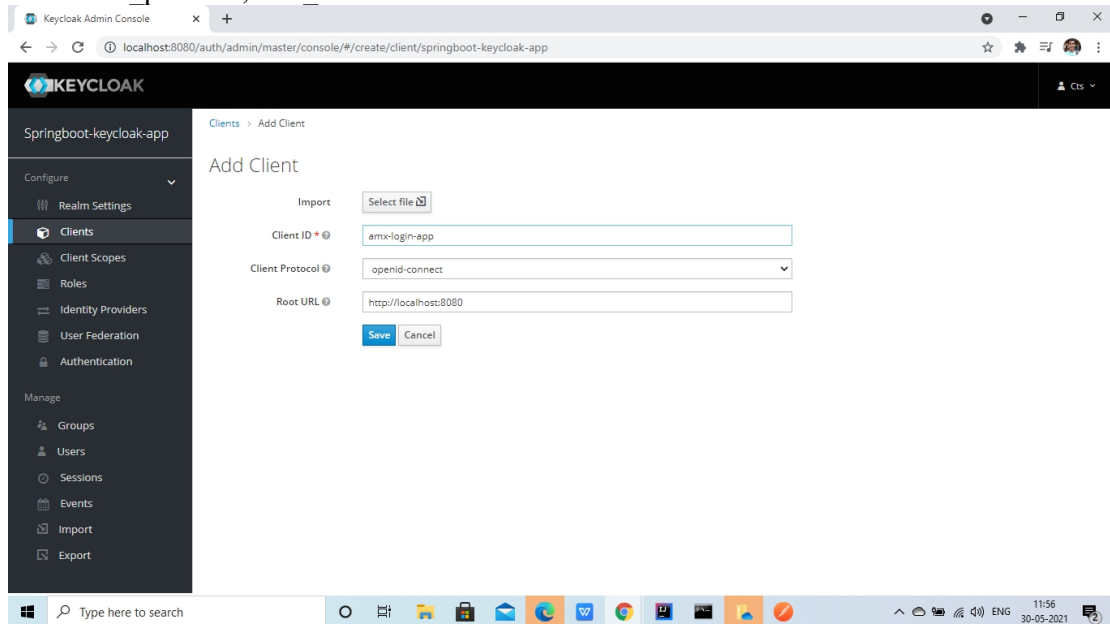 Keycloak Admin Console
localhost:8080/auth/admin/master/console/#/create/client/springboot-keycloak-app
KEYCLOAK
Cts
Springboot-keycloak-app
Clients > Add Client
Add Client
Configure
Realm Settings
Clients
Client Scopes
Roles
Identity Providers
User Federation
Authentication
Manage
Groups
Users
Sessions
Events
Import
Export
Import Select file
Client ID * amx-login-app
Client Protocol openid-connect
Root URL http://localhost:8080
Save Cancel
Type here to search
ENG
11:56
30-05-2021
2